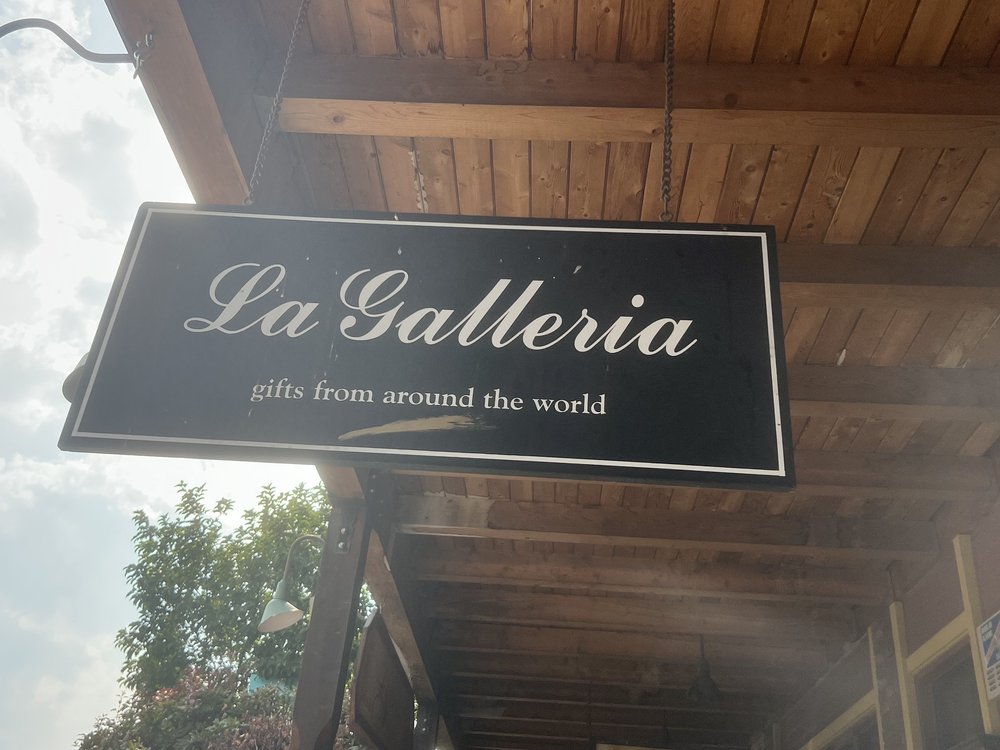 La Galleria
gifts from around the world